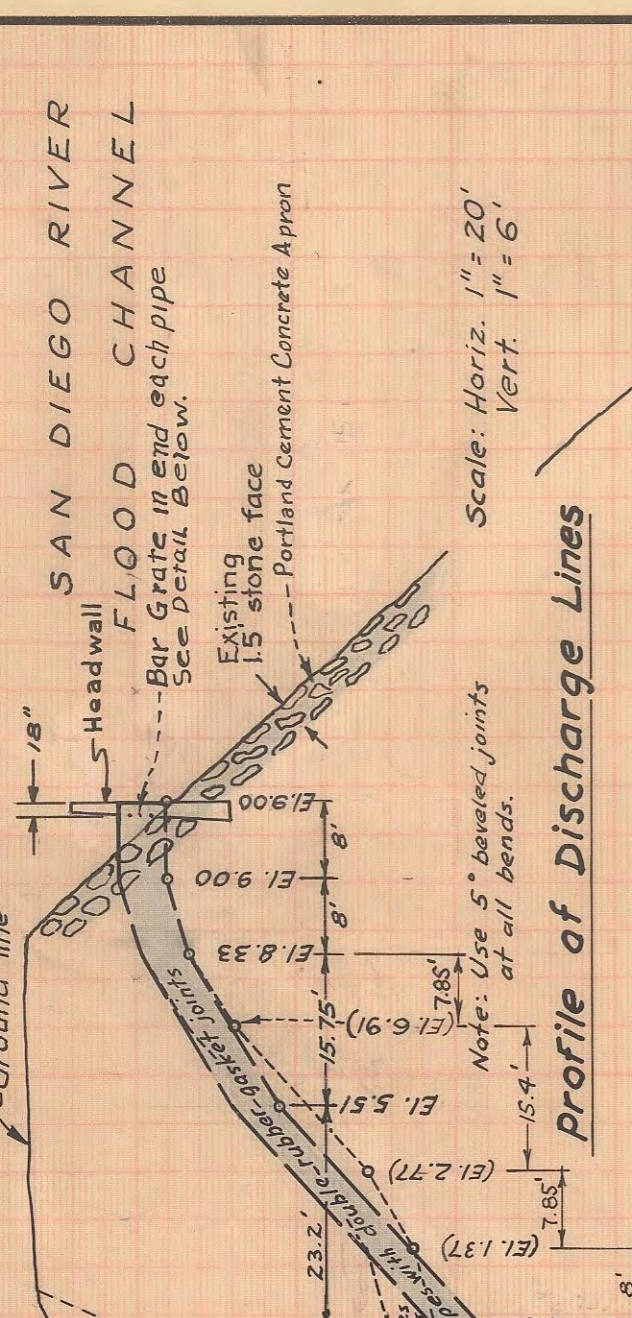 SAN DIEGO RIVER
FLOOD CHANNEL
18"
Headwall
Bar Grate in end each pipe
See Detail Below.
Existing
1.5' stone face
Portland Cement Concrete Apron
Scale: Horiz. 1" = 20'
Vert. 1" = 6'
Ground line
El. 9.00
8'
El. 9.00
8'
El. 8.33
7.85'
15.75'
(El. 6.91)
15.4'
El. 5.51
(El. 2.77)
7.85'
(El. 1.37)
23.2'
8'
with double-rubber-gasket joints
Note: Use 5° beveled joints
at all bends.
Profile of Discharge Lines